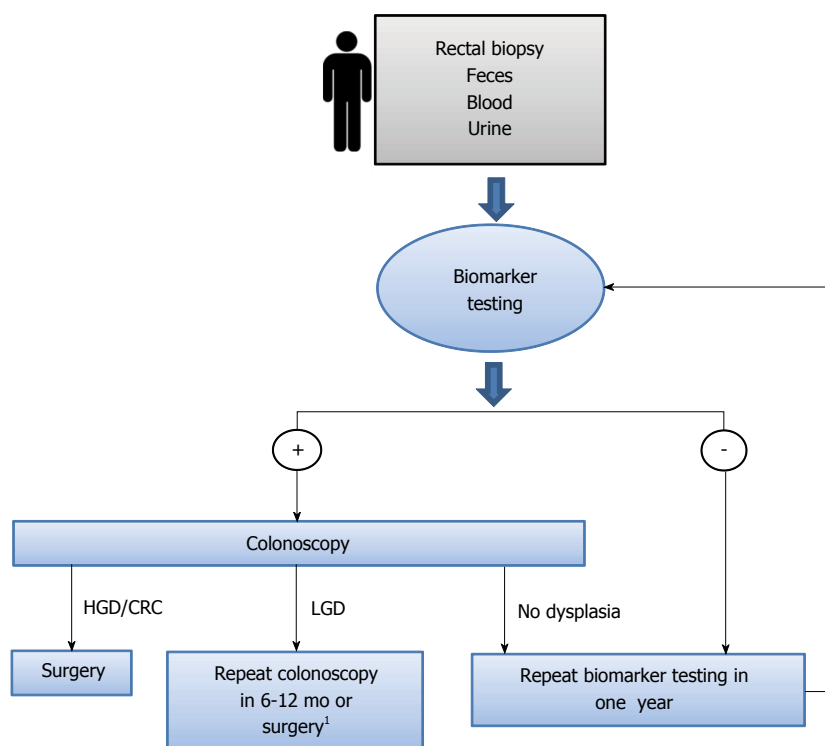 Rectal biopsy
Feces
Blood
Urine
Biomarker
testing
+
-
Colonoscopy
HGD/CRC
LGD
No dysplasia
Surgery
Repeat colonoscopy
in 6-12 mo or
surgery¹
Repeat biomarker testing in
one year